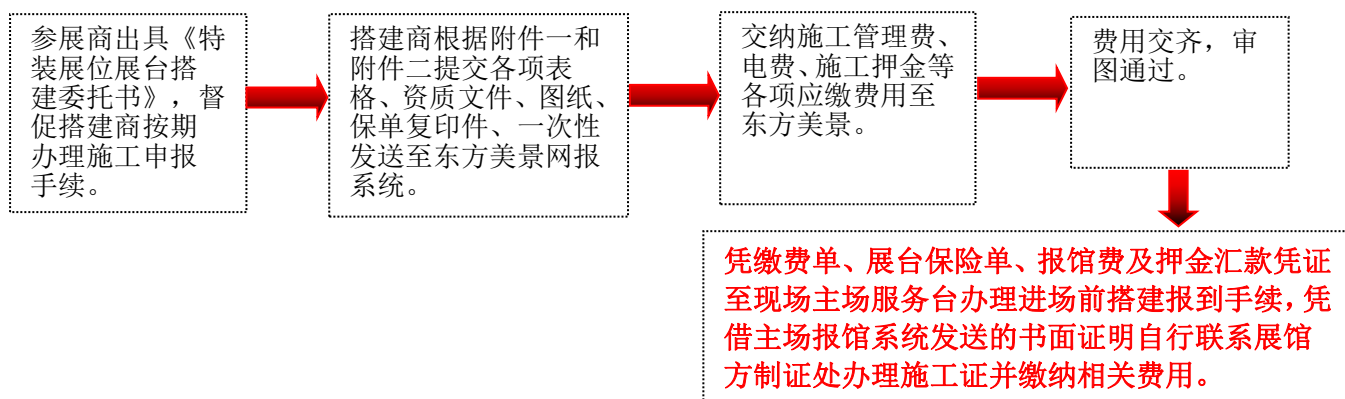 参展商出具《特
装展位展台搭
建委托书》，督
促搭建商按期
办理施工申报
手续。
搭建商根据附件一和
附件二提交各项表
格、资质文件、图纸、
保单复印件、一次性
发送至东方美景网报
系统。
交纳施工管理费、
电费、施工押金等
各项应缴费用至
东方美景。
费用交齐，审
图通过。
凭缴费单、展台保险单、报馆费及押金汇款凭证
至现场主场服务台办理进场前搭建报到手续，凭
借主场报馆系统发送的书面证明自行联系展馆
方制证处办理施工证并缴纳相关费用。